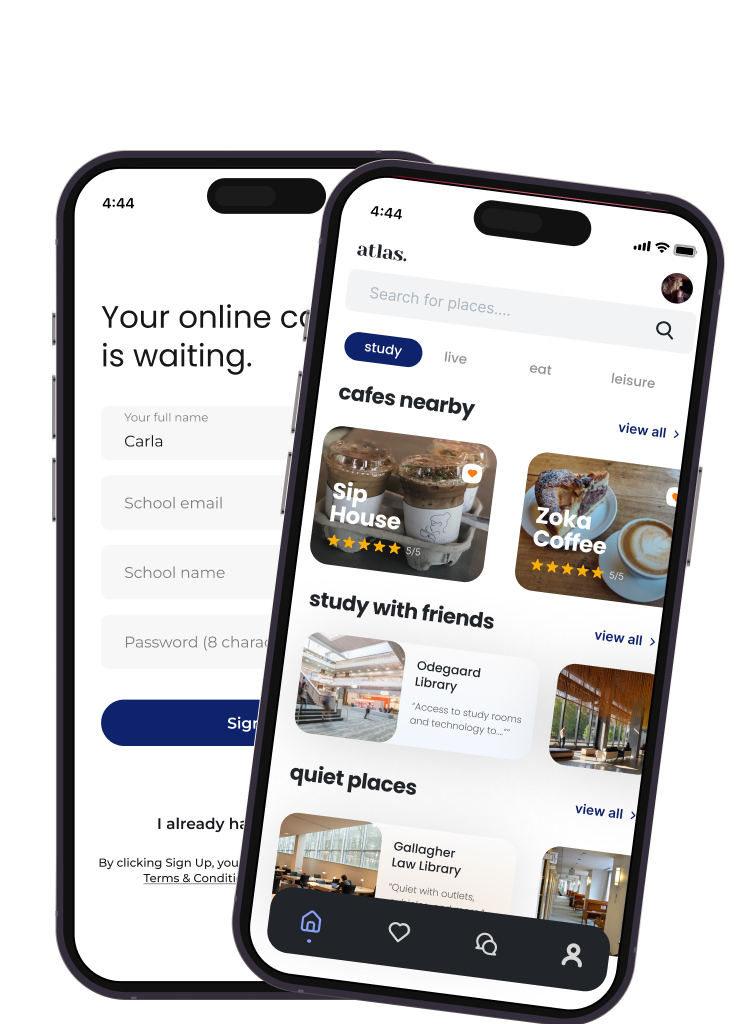 4:44
Your online co
is waiting.
Your full name
Carla
School email
School name
Password (8 charac
Sign
I already ha
By clicking Sign Up, you
Terms & Conditi
4:44
atlas.
Search for places....
study
live
eat
leisure
cafes nearby
view all >
Sip
House
5/5
Zoka
Coffee
5/5
study with friends
view all >
Odegaard
Library
“Access to study rooms
and technology to....””
quiet places
view all >
Gallagher
Law Library
“Quiet with outlets,